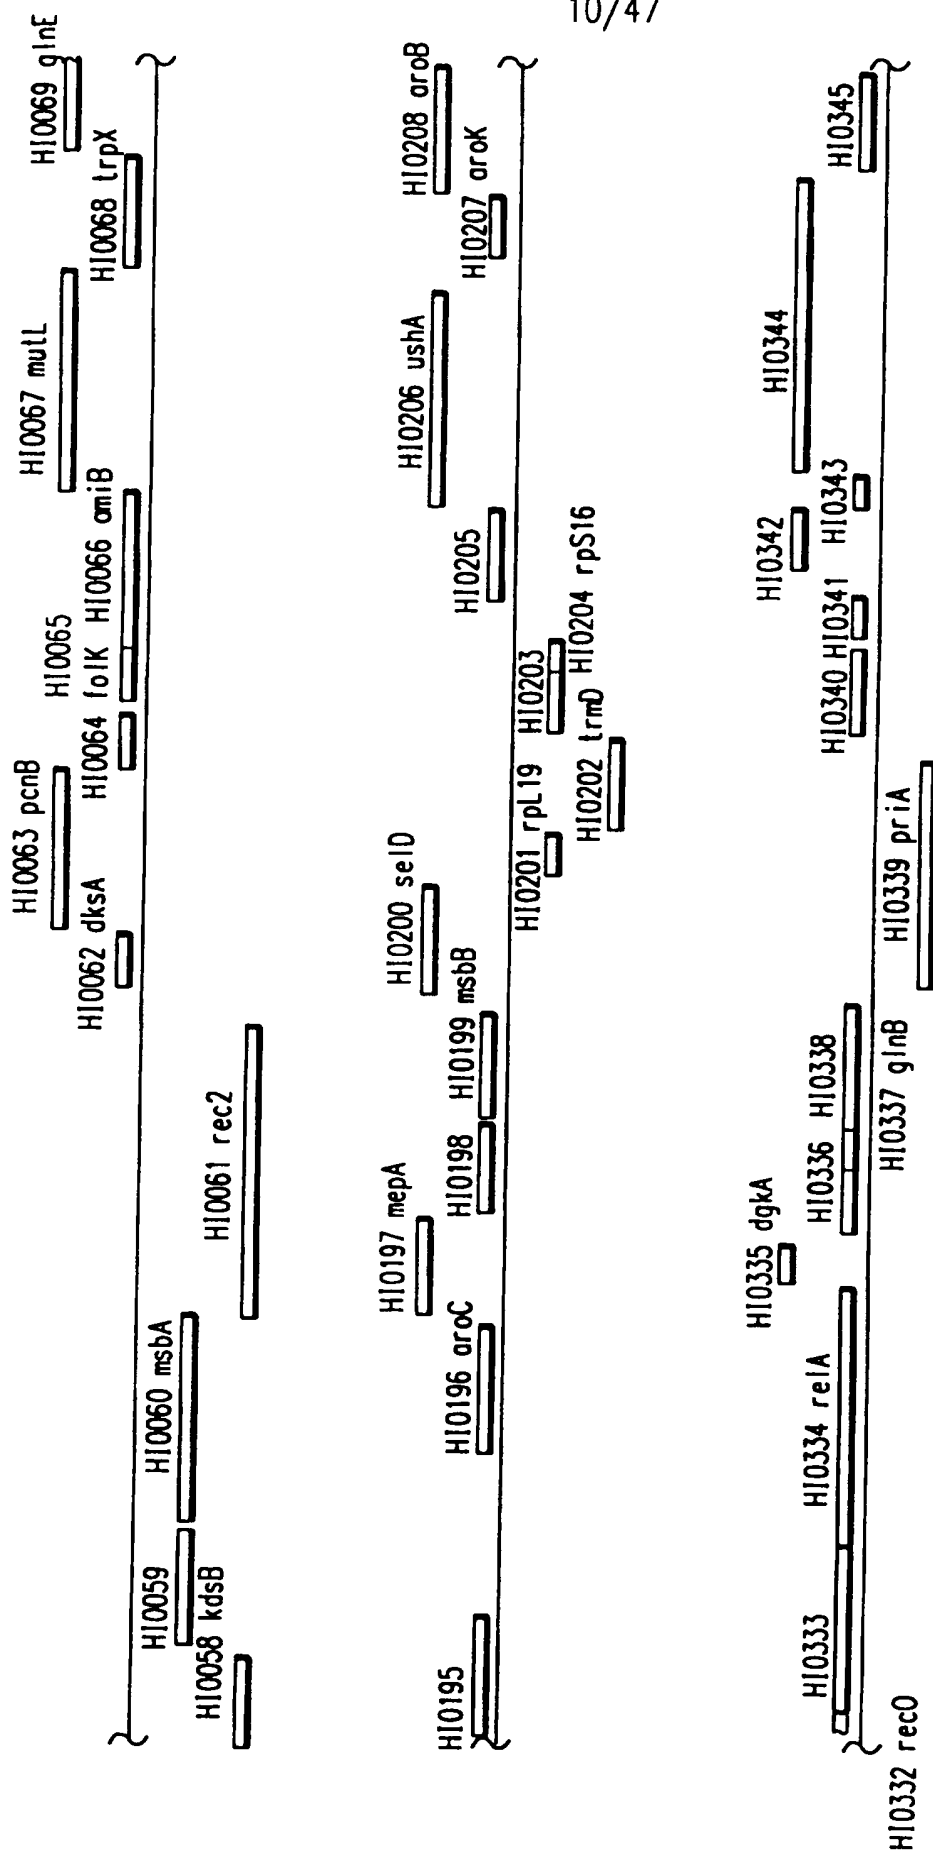 10/47
HI0058 kdsB
HI0059
HI0060 msbA
HI0061 rec2
HI0062 dksA
HI0063 pcnB
HI0064 folK
HI0065
HI0066 amiB
HI0067 mutL
HI0068 trpX
HI0069 glnE
HI0195
HI0196 aroC
HI0197 mepA
HI0198
HI0199 msbB
HI0200 selD
HI0201 rpL19
HI0202 trmD
HI0203
HI0204 rpS16
HI0205
HI0206 ushA
HI0207 aroK
HI0208 aroB
HI0332 recO
HI0333
HI0334 relA
HI0335 dgkA
HI0336
HI0337 glnB
HI0338
HI0339 priA
HI0340
HI0341
HI0342
HI0343
HI0344
HI0345